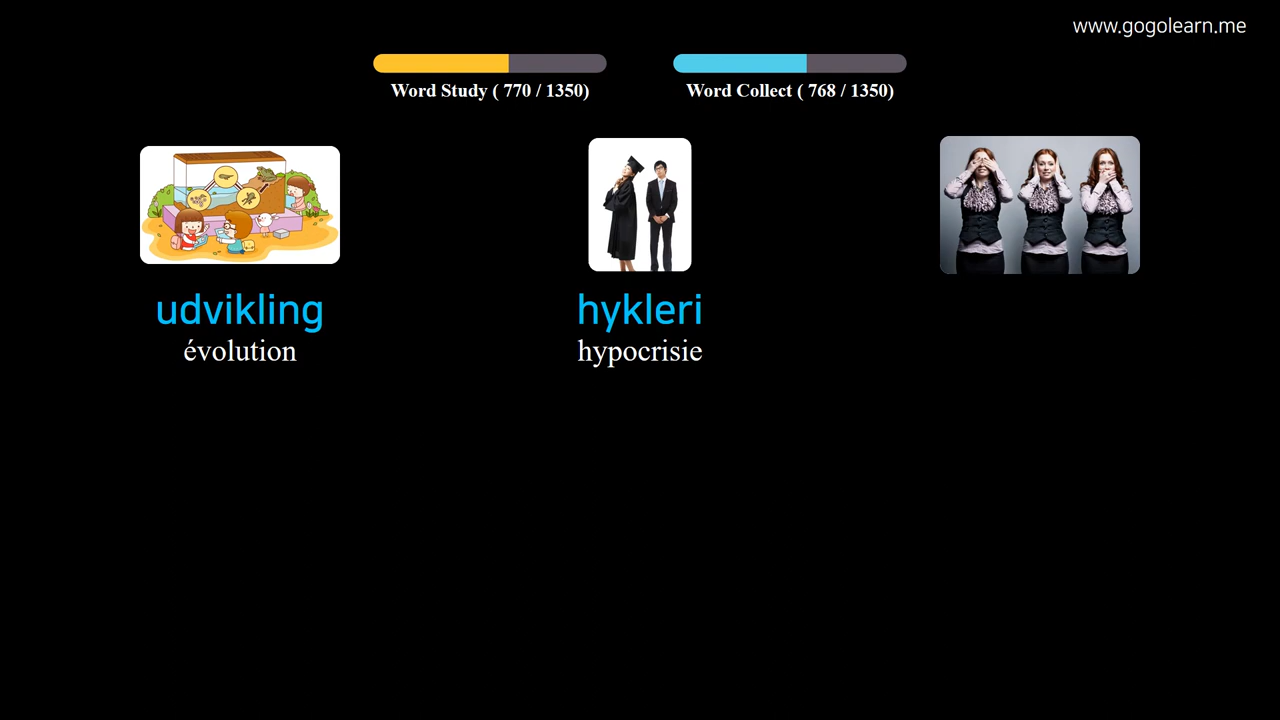 www.gogolearn.me
Word Study ( 770 / 1350)
Word Collect ( 768 / 1350)
udvikling
évolution
hykleri
hypocrisie